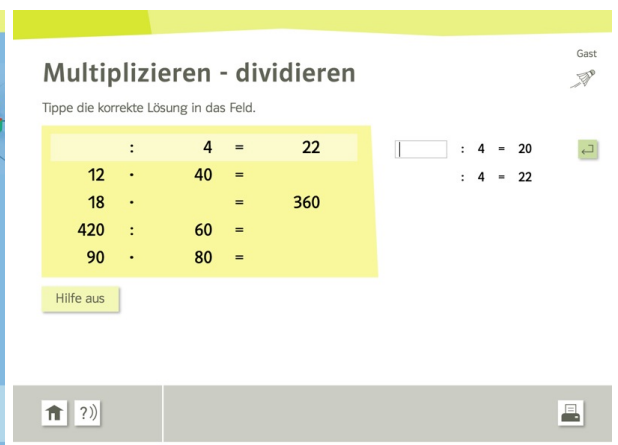 Gast
Multiplizieren - dividieren
Tippe die korrekte Lösung in das Feld.
: 4 = 22
12 · 40 =
18 · = 360
420 : 60 =
90 · 80 =
: 4 = 20
: 4 = 22
Hilfe aus
?))